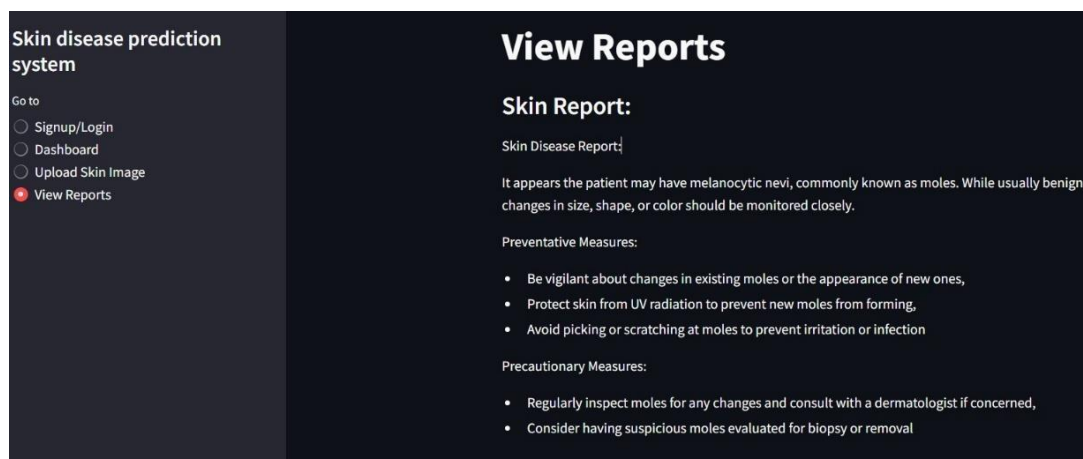 Skin disease prediction
system
Go to
Signup/Login
Dashboard
Upload Skin Image
View Reports
View Reports
Skin Report:
Skin Disease Report:
It appears the patient may have melanocytic nevi, commonly known as moles. While usually benign
changes in size, shape, or color should be monitored closely.
Preventative Measures:
• Be vigilant about changes in existing moles or the appearance of new ones,
• Protect skin from UV radiation to prevent new moles from forming,
• Avoid picking or scratching at moles to prevent irritation or infection
Precautionary Measures:
• Regularly inspect moles for any changes and consult with a dermatologist if concerned,
• Consider having suspicious moles evaluated for biopsy or removal